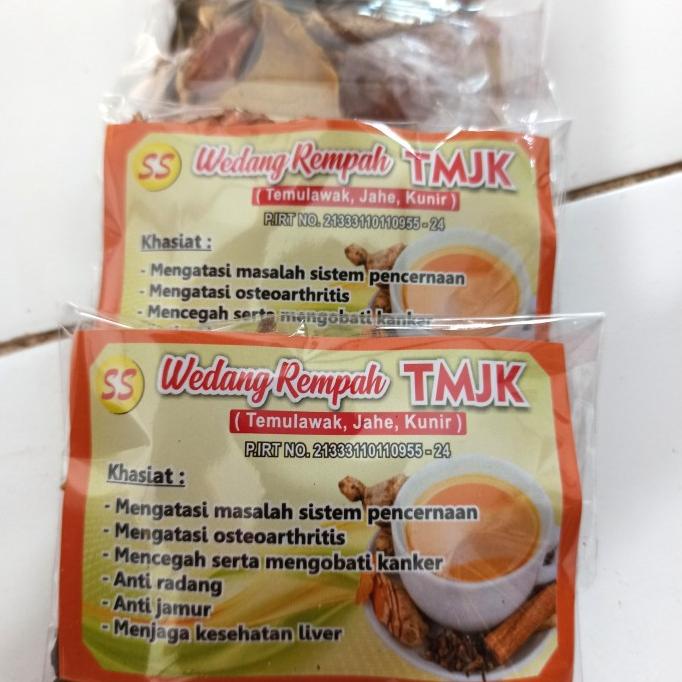 SS Wedang Rempah TMJK
( Temulawak, Jahe, Kunir )
P.IRT NO. 21333110110955 - 24
Khasiat :
- Mengatasi masalah sistem pencernaan
- Mengatasi osteoarthritis
- Mencegah serta mengobati kanker
SS Wedang Rempah TMJK
( Temulawak, Jahe, Kunir )
P.IRT NO. 21333110110955 - 24
Khasiat :
- Mengatasi masalah sistem pencernaan
- Mengatasi osteoarthritis
- Mencegah serta mengobati kanker
- Anti radang
- Anti jamur
- Menjaga kesehatan liver